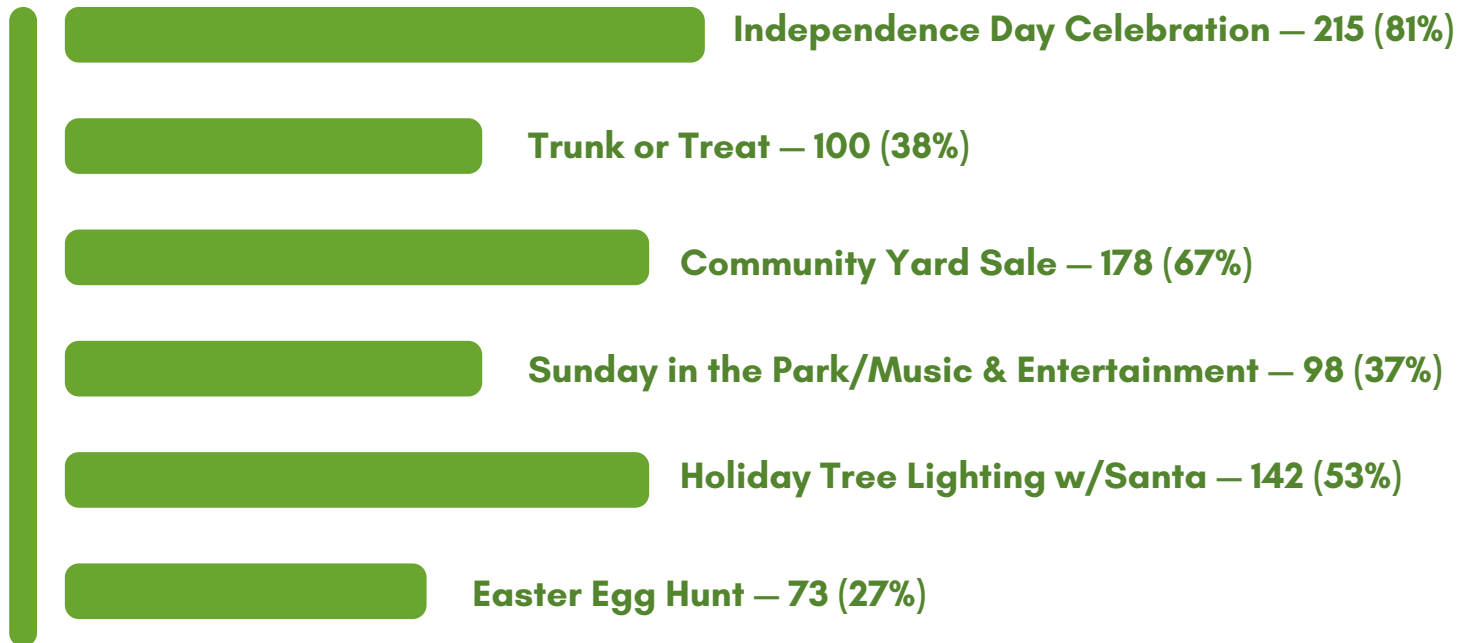 Independence Day Celebration — 215 (81%)
Trunk or Treat — 100 (38%)
Community Yard Sale — 178 (67%)
Sunday in the Park/Music & Entertainment — 98 (37%)
Holiday Tree Lighting w/Santa — 142 (53%)
Easter Egg Hunt — 73 (27%)